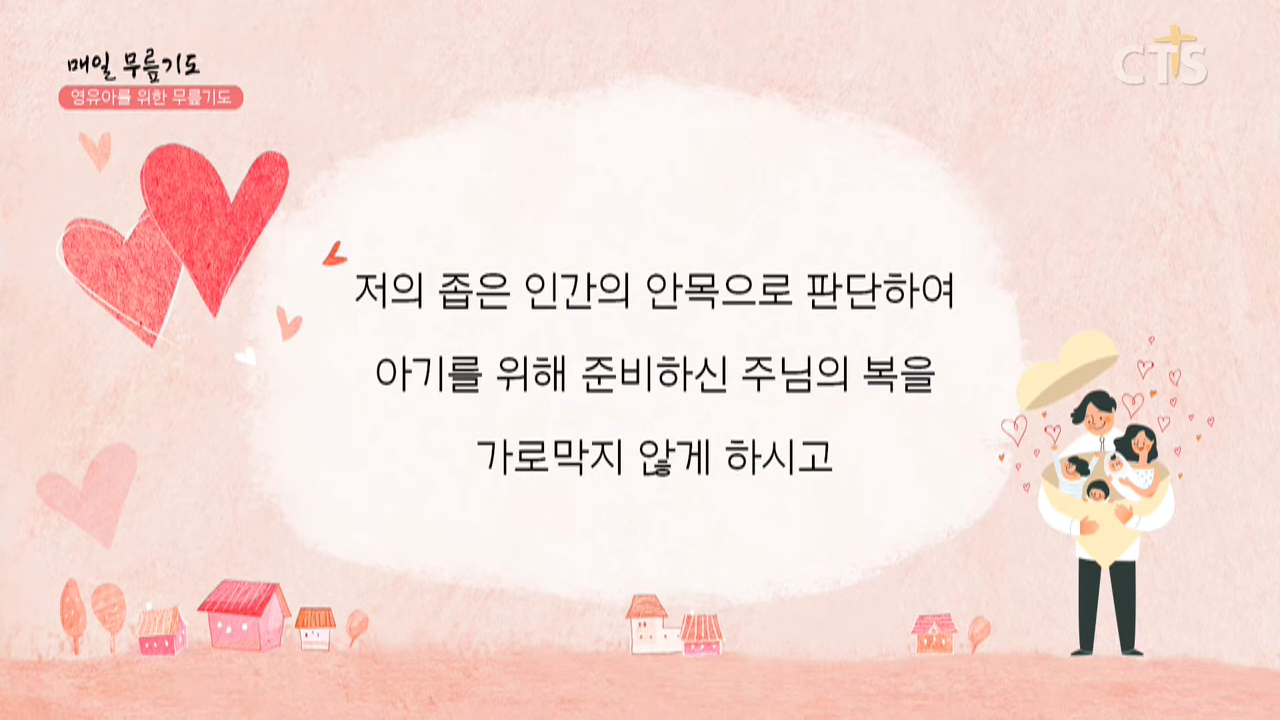 매일 무릎기도
영유아를 위한 무릎기도
CTS
저의 좁은 인간의 안목으로 판단하여
아기를 위해 준비하신 주님의 복을
가로막지 않게 하시고